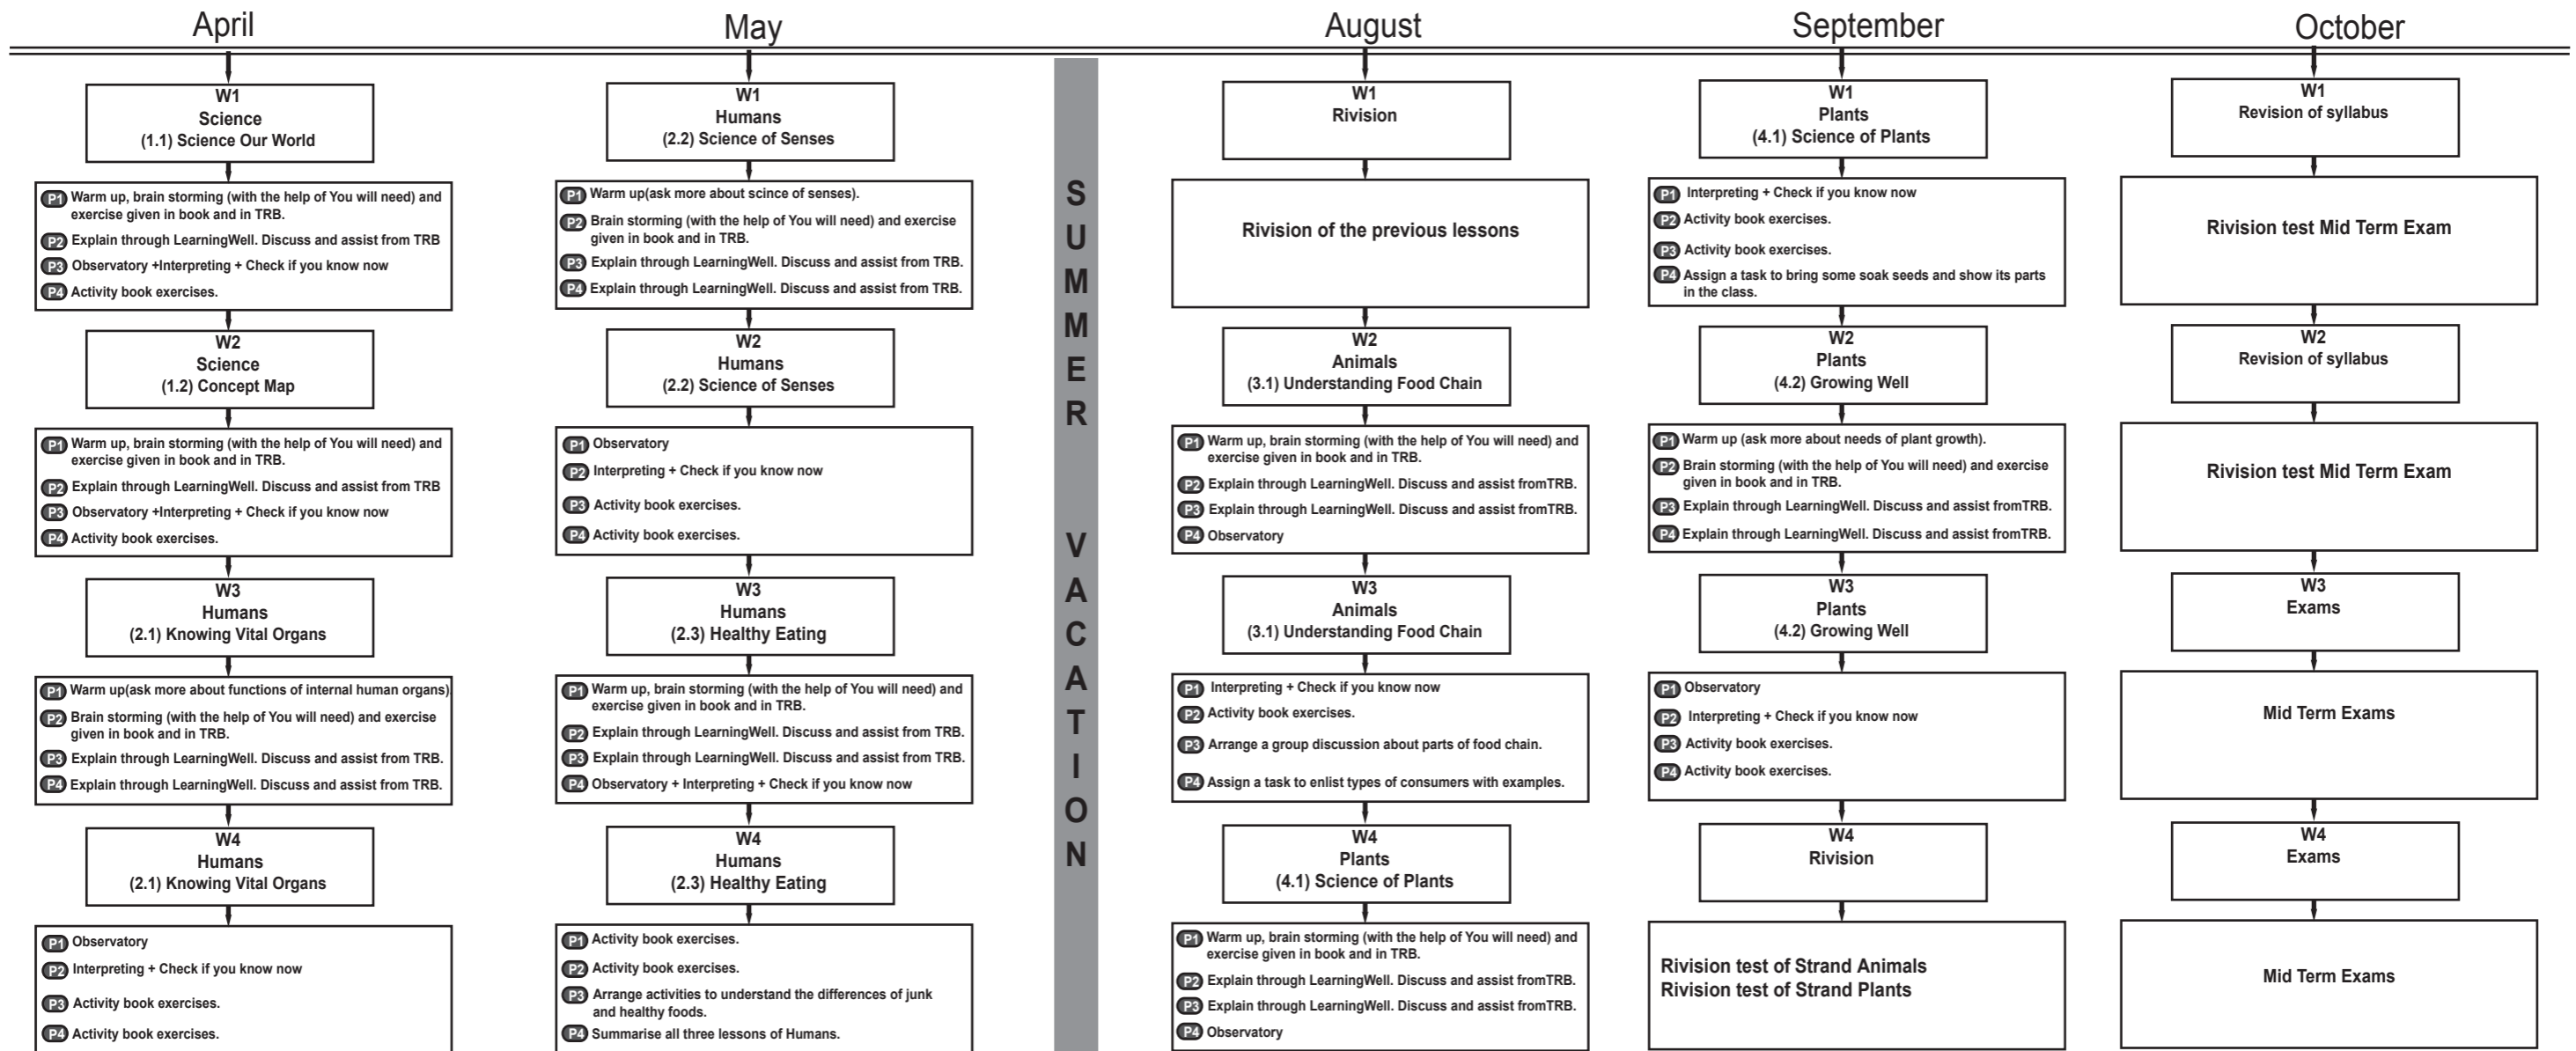 April
W1
Science
(1.1) Science Our World
P1 Warm up, brain storming (with the help of You will need) and
exercise given in book and in TRB.
P2 Explain through LearningWell. Discuss and assist from TRB
P3 Observatory +Interpreting + Check if you know now
P4 Activity book exercises.
W2
Science
(1.2) Concept Map
P1 Warm up, brain storming (with the help of You will need) and
exercise given in book and in TRB.
P2 Explain through LearningWell. Discuss and assist from TRB
P3 Observatory +Interpreting + Check if you know now
P4 Activity book exercises.
W3
Humans
(2.1) Knowing Vital Organs
P1 Warm up(ask more about functions of internal human organs)
P2 Brain storming (with the help of You will need) and exercise
given in book and in TRB.
P3 Explain through LearningWell. Discuss and assist from TRB.
P4 Explain through LearningWell. Discuss and assist from TRB.
W4
Humans
(2.1) Knowing Vital Organs
P1 Observatory
P2 Interpreting + Check if you know now
P3 Activity book exercises.
P4 Activity book exercises.
May
W1
Humans
(2.2) Science of Senses
P1 Warm up(ask more about scince of senses).
P2 Brain storming (with the help of You will need) and exercise
given in book and in TRB.
P3 Explain through LearningWell. Discuss and assist from TRB.
P4 Explain through LearningWell. Discuss and assist from TRB.
W2
Humans
(2.2) Science of Senses
P1 Observatory
P2 Interpreting + Check if you know now
P3 Activity book exercises.
P4 Activity book exercises.
W3
Humans
(2.3) Healthy Eating
P1 Warm up, brain storming (with the help of You will need) and
exercise given in book and in TRB.
P2 Explain through LearningWell. Discuss and assist from TRB.
P3 Explain through LearningWell. Discuss and assist from TRB.
P4 Observatory + Interpreting + Check if you know now
W4
Humans
(2.3) Healthy Eating
P1 Activity book exercises.
P2 Activity book exercises.
P3 Arrange activities to understand the differences of junk
and healthy foods.
P4 Summarise all three lessons of Humans.
SUMMER VACATION
August
W1
Rivision
Rivision of the previous lessons
W2
Animals
(3.1) Understanding Food Chain
P1 Warm up, brain storming (with the help of You will need) and
exercise given in book and in TRB.
P2 Explain through LearningWell. Discuss and assist fromTRB.
P3 Explain through LearningWell. Discuss and assist fromTRB.
P4 Observatory
W3
Animals
(3.1) Understanding Food Chain
P1 Interpreting + Check if you know now
P2 Activity book exercises.
P3 Arrange a group discussion about parts of food chain.
P4 Assign a task to enlist types of consumers with examples.
W4
Plants
(4.1) Science of Plants
P1 Warm up, brain storming (with the help of You will need) and
exercise given in book and in TRB.
P2 Explain through LearningWell. Discuss and assist fromTRB.
P3 Explain through LearningWell. Discuss and assist fromTRB.
P4 Observatory
September
W1
Plants
(4.1) Science of Plants
P1 Interpreting + Check if you know now
P2 Activity book exercises.
P3 Activity book exercises.
P4 Assign a task to bring some soak seeds and show its parts
in the class.
W2
Plants
(4.2) Growing Well
P1 Warm up (ask more about needs of plant growth).
P2 Brain storming (with the help of You will need) and exercise
given in book and in TRB.
P3 Explain through LearningWell. Discuss and assist fromTRB.
P4 Explain through LearningWell. Discuss and assist fromTRB.
W3
Plants
(4.2) Growing Well
P1 Observatory
P2 Interpreting + Check if you know now
P3 Activity book exercises.
P4 Activity book exercises.
W4
Rivision
Rivision test of Strand Animals
Rivision test of Strand Plants
October
W1
Revision of syllabus
Rivision test Mid Term Exam
W2
Revision of syllabus
Rivision test Mid Term Exam
W3
Exams
Mid Term Exams
W4
Exams
Mid Term Exams